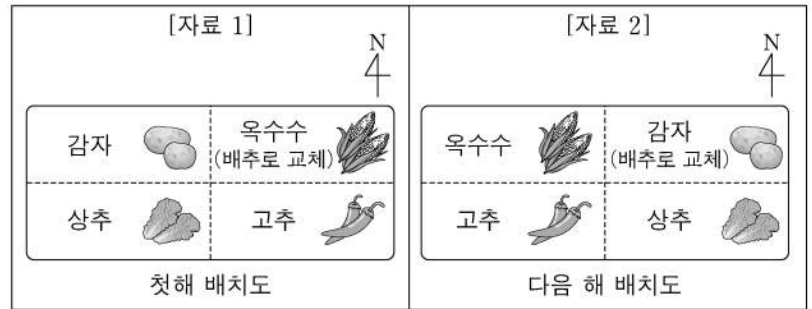 [자료 1]
N
감자
옥수수
(배추로 교체)
상추
고추
첫해 배치도
[자료 2]
N
옥수수
감자
(배추로 교체)
고추
상추
다음 해 배치도